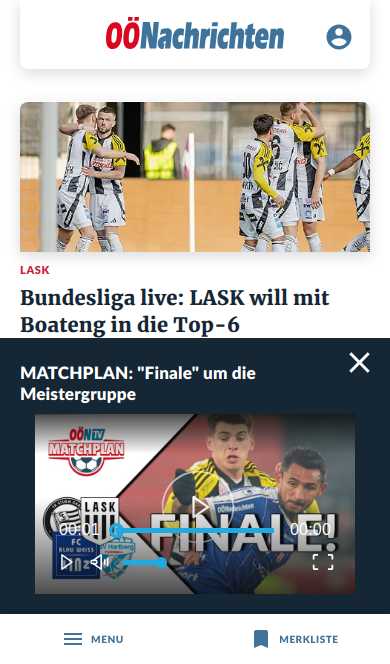 OÖNachrichten
LASK
Bundesliga live: LASK will mit
Boateng in die Top-6
MATCHPLAN: "Finale" um die
Meistergruppe
OÖN TV
MATCHPLAN
LASK
FC
BLAU WEISS
FINALE!
00:01
00:00
MENU
MERKLISTE